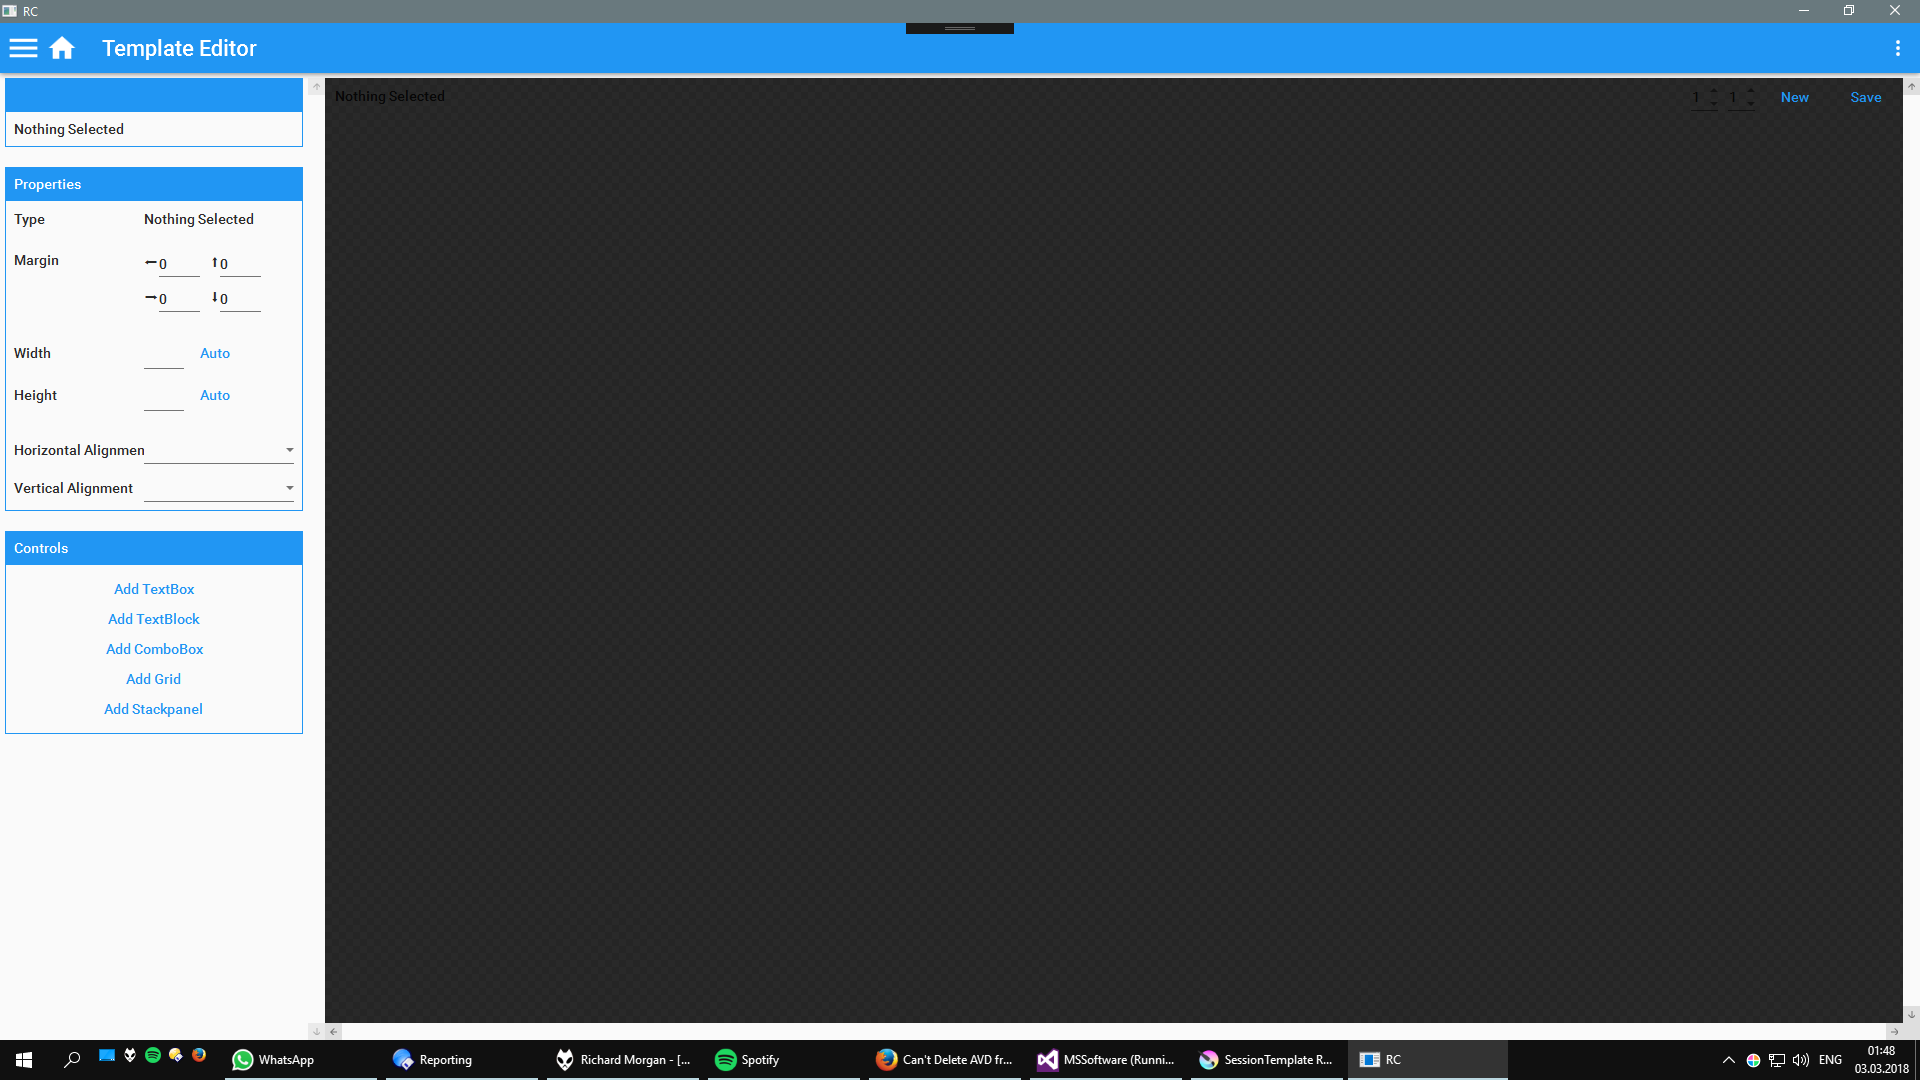 RC
Template Editor
Nothing Selected
Nothing Selected
1 1 New Save
Properties
Type Nothing Selected
Margin 0 0
0 0
Width Auto
Height Auto
Horizontal Alignmen
Vertical Alignment
Controls
Add TextBox
Add TextBlock
Add ComboBox
Add Grid
Add Stackpanel
WhatsApp
Reporting
Richard Morgan - [...
Spotify
Can't Delete AVD fr...
MSSoftware (Runni...
SessionTemplate R...
RC
ENG
01:48
03.03.2018